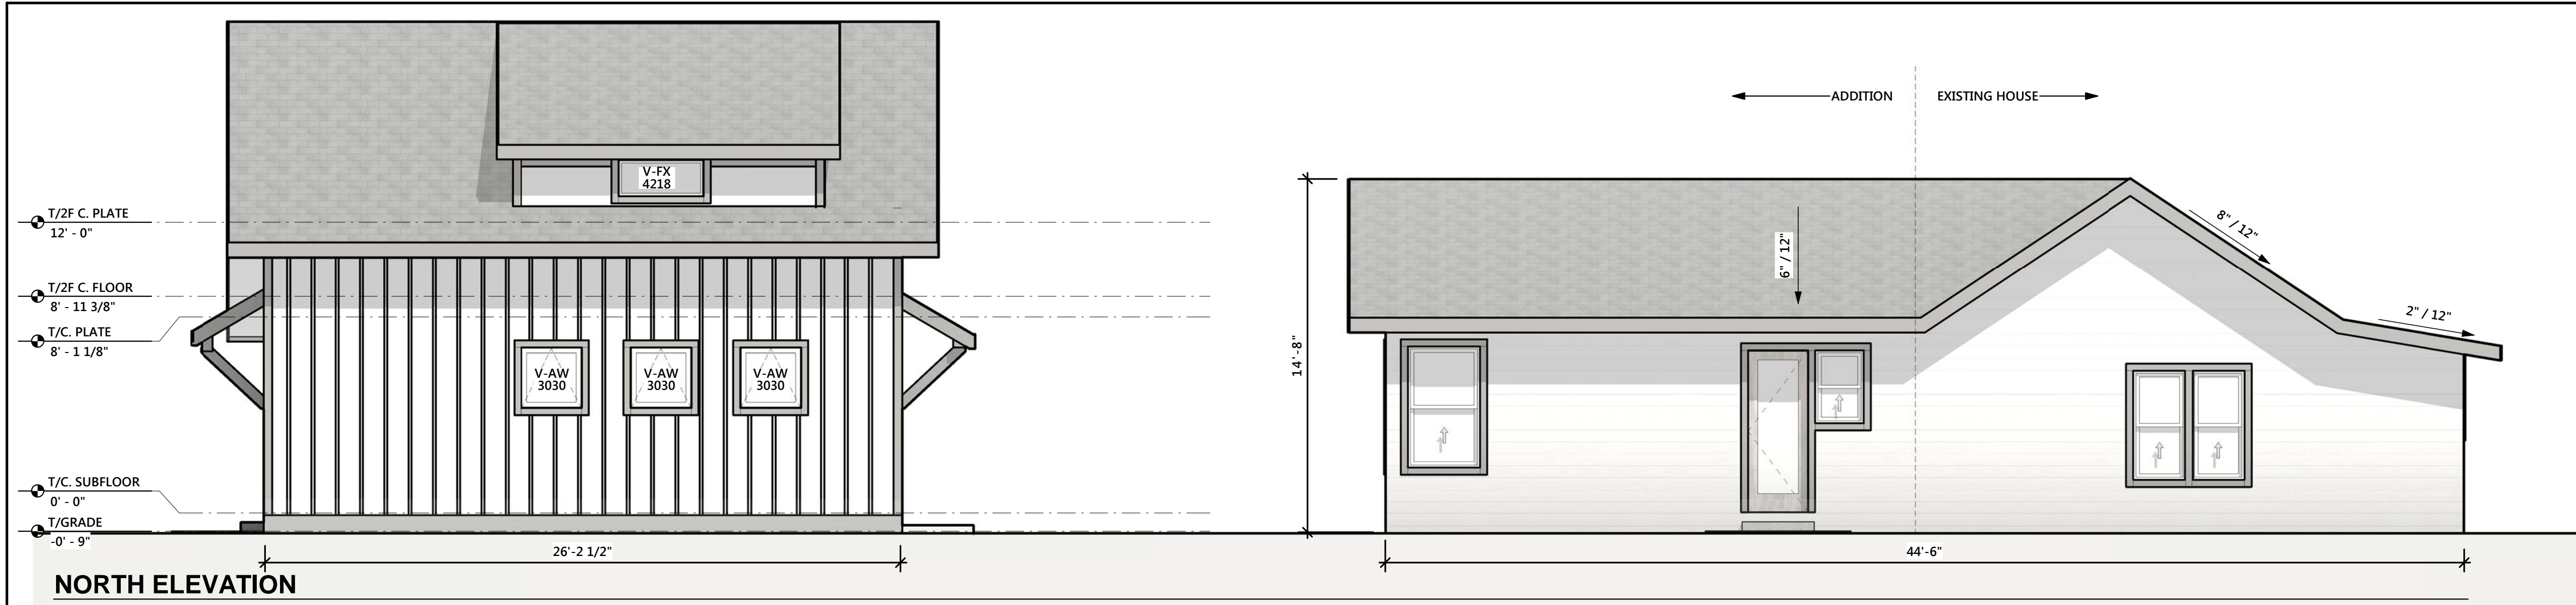 ADDITION
EXISTING HOUSE
V-FX
4218
T/2F C. PLATE
12' - 0"
T/2F C. FLOOR
8' - 11 3/8"
T/C. PLATE
8' - 1 1/8"
V-AW
3030
V-AW
3030
V-AW
3030
T/C. SUBFLOOR
0' - 0"
T/GRADE
-0' - 9"
26'-2 1/2"
14'-8"
6" / 12"
8" / 12"
2" / 12"
44'-6"
NORTH ELEVATION